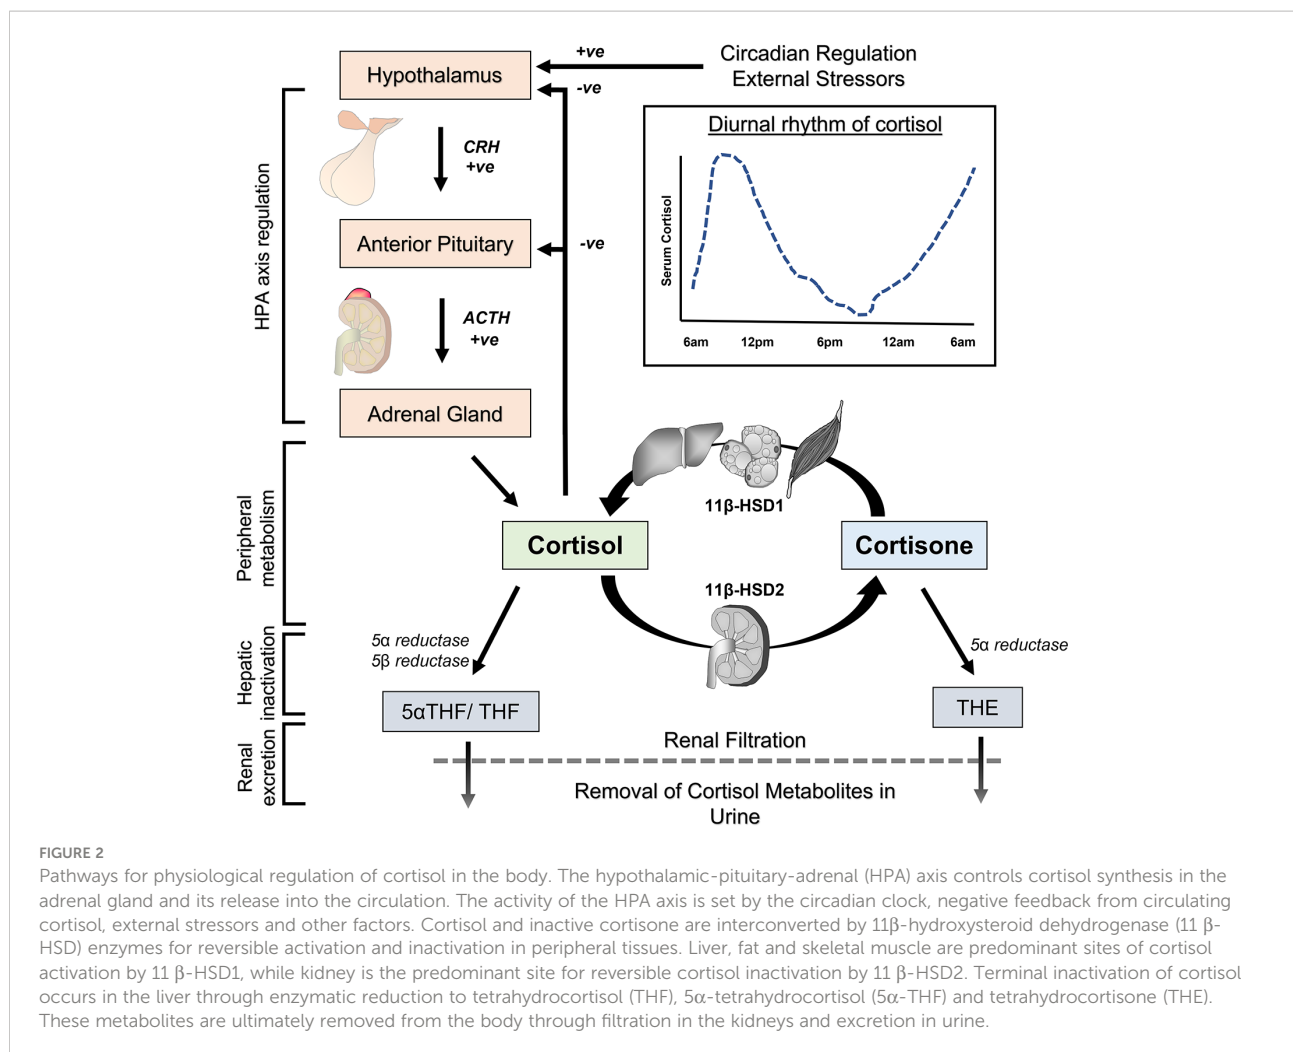 Hypothalamus
+ve
-ve
Circadian Regulation
External Stressors
HPA axis regulation
CRH
+ve
Anterior Pituitary
-ve
ACTH
+ve
Adrenal Gland
Diurnal rhythm of cortisol
Serum Cortisol
6am 12pm 6pm 12am 6am
Peripheral
metabolism
11β-HSD1
Cortisol
Cortisone
11β-HSD2
Hepatic
inactivation
5α reductase
5β reductase
5α reductase
5αTHF/ THF
THE
Renal
excretion
Renal Filtration
Removal of Cortisol Metabolites in
Urine
FIGURE 2
Pathways for physiological regulation of cortisol in the body. The hypothalamic-pituitary-adrenal (HPA) axis controls cortisol synthesis in the
adrenal gland and its release into the circulation. The activity of the HPA axis is set by the circadian clock, negative feedback from circulating
cortisol, external stressors and other factors. Cortisol and inactive cortisone are interconverted by 11β-hydroxysteroid dehydrogenase (11 β-
HSD) enzymes for reversible activation and inactivation in peripheral tissues. Liver, fat and skeletal muscle are predominant sites of cortisol
activation by 11 β-HSD1, while kidney is the predominant site for reversible cortisol inactivation by 11 β-HSD2. Terminal inactivation of cortisol
occurs in the liver through enzymatic reduction to tetrahydrocortisol (THF), 5α-tetrahydrocortisol (5α-THF) and tetrahydrocortisone (THE).
These metabolites are ultimately removed from the body through filtration in the kidneys and excretion in urine.